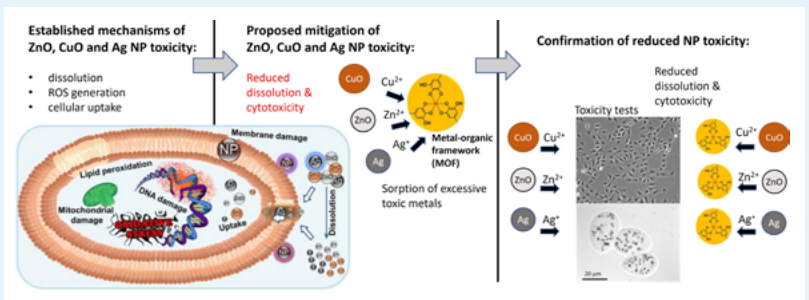 Established mechanisms of
ZnO, CuO and Ag NP toxicity:
• dissolution
• ROS generation
• cellular uptake
Membrane damage
NP
Lipid peroxidation
DNA damage
Mitochondrial
damage
OXIDATIVE
STRESS
Uptake
Dissolution
NP
NP
Proposed mitigation of
ZnO, CuO and Ag NP toxicity:
Reduced
dissolution &
cytotoxicity
CuO
Cu²⁺
ZnO
Zn²⁺
Ag
Ag⁺
Metal-organic
framework
(MOF)
Sorption of excessive
toxic metals
Confirmation of reduced NP toxicity:
Reduced
dissolution &
cytotoxicity
Toxicity tests
CuO Cu²⁺
Cu²⁺ CuO
ZnO Zn²⁺
Zn²⁺ ZnO
Ag Ag⁺
Ag⁺ Ag
20 µm